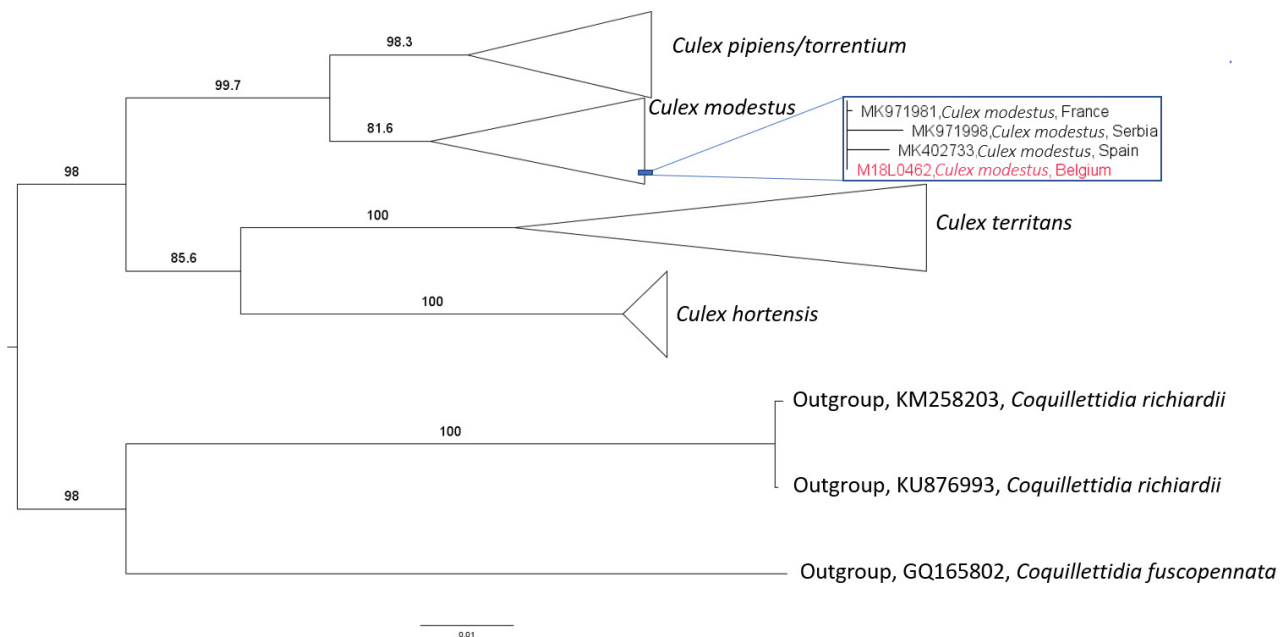 98.3
Culex pipiens/torrentium
99.7
Culex modestus
MK971981,Culex modestus, France
MK971998,Culex modestus, Serbia
MK402733,Culex modestus, Spain
M18L0462,Culex modestus, Belgium
81.6
98
100
Culex territans
85.6
100
Culex hortensis
Outgroup, KM258203, Coquillettidia richiardii
100
Outgroup, KU876993, Coquillettidia richiardii
98
Outgroup, GQ165802, Coquillettidia fuscopennata
0.01